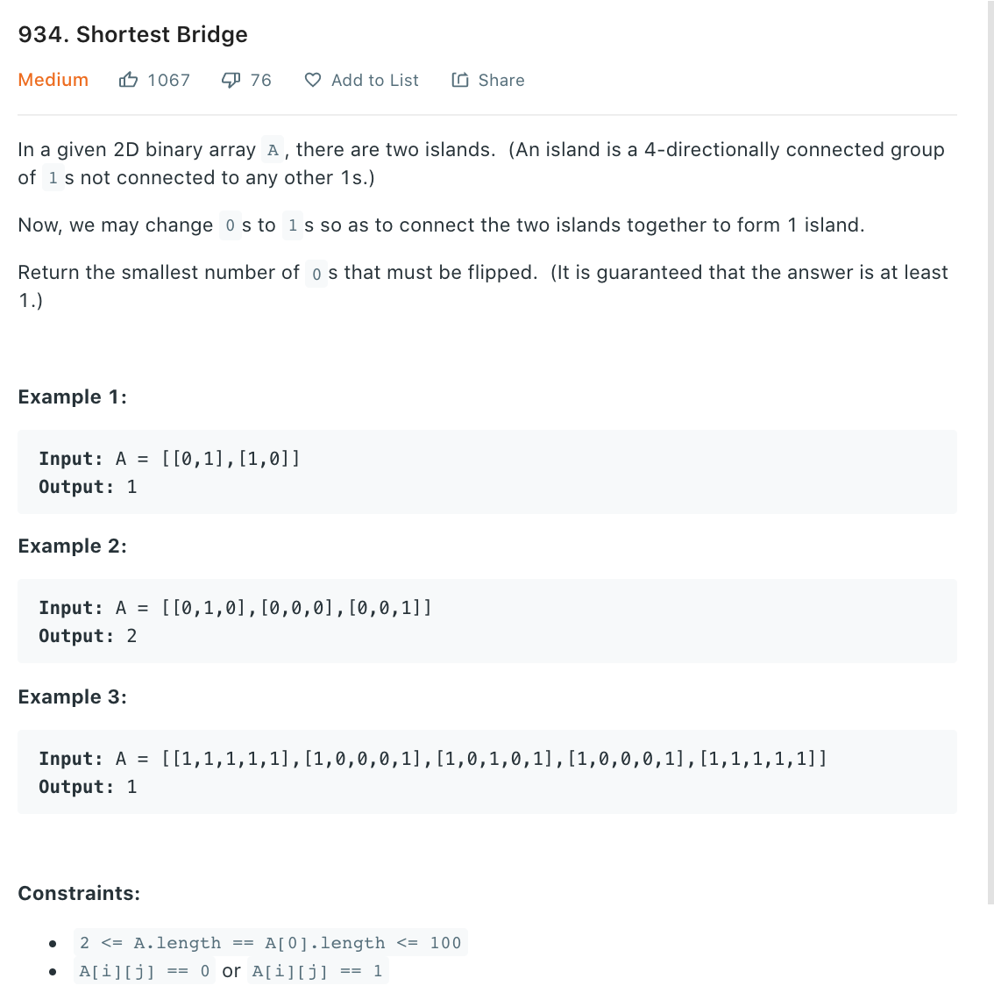 934. Shortest Bridge
Medium 1067 76 Add to List Share
In a given 2D binary array A, there are two islands.  (An island is a 4-directionally connected group
of 1s not connected to any other 1s.)
Now, we may change 0s to 1s so as to connect the two islands together to form 1 island.
Return the smallest number of 0s that must be flipped.  (It is guaranteed that the answer is at least
1.)
Example 1:
Input: A = [[0,1],[1,0]]
Output: 1
Example 2:
Input: A = [[0,1,0],[0,0,0],[0,0,1]]
Output: 2
Example 3:
Input: A = [[1,1,1,1,1],[1,0,0,0,1],[1,0,1,0,1],[1,0,0,0,1],[1,1,1,1,1]]
Output: 1
Constraints:
• 2 <= A.length == A[0].length <= 100
• A[i][j] == 0 or A[i][j] == 1